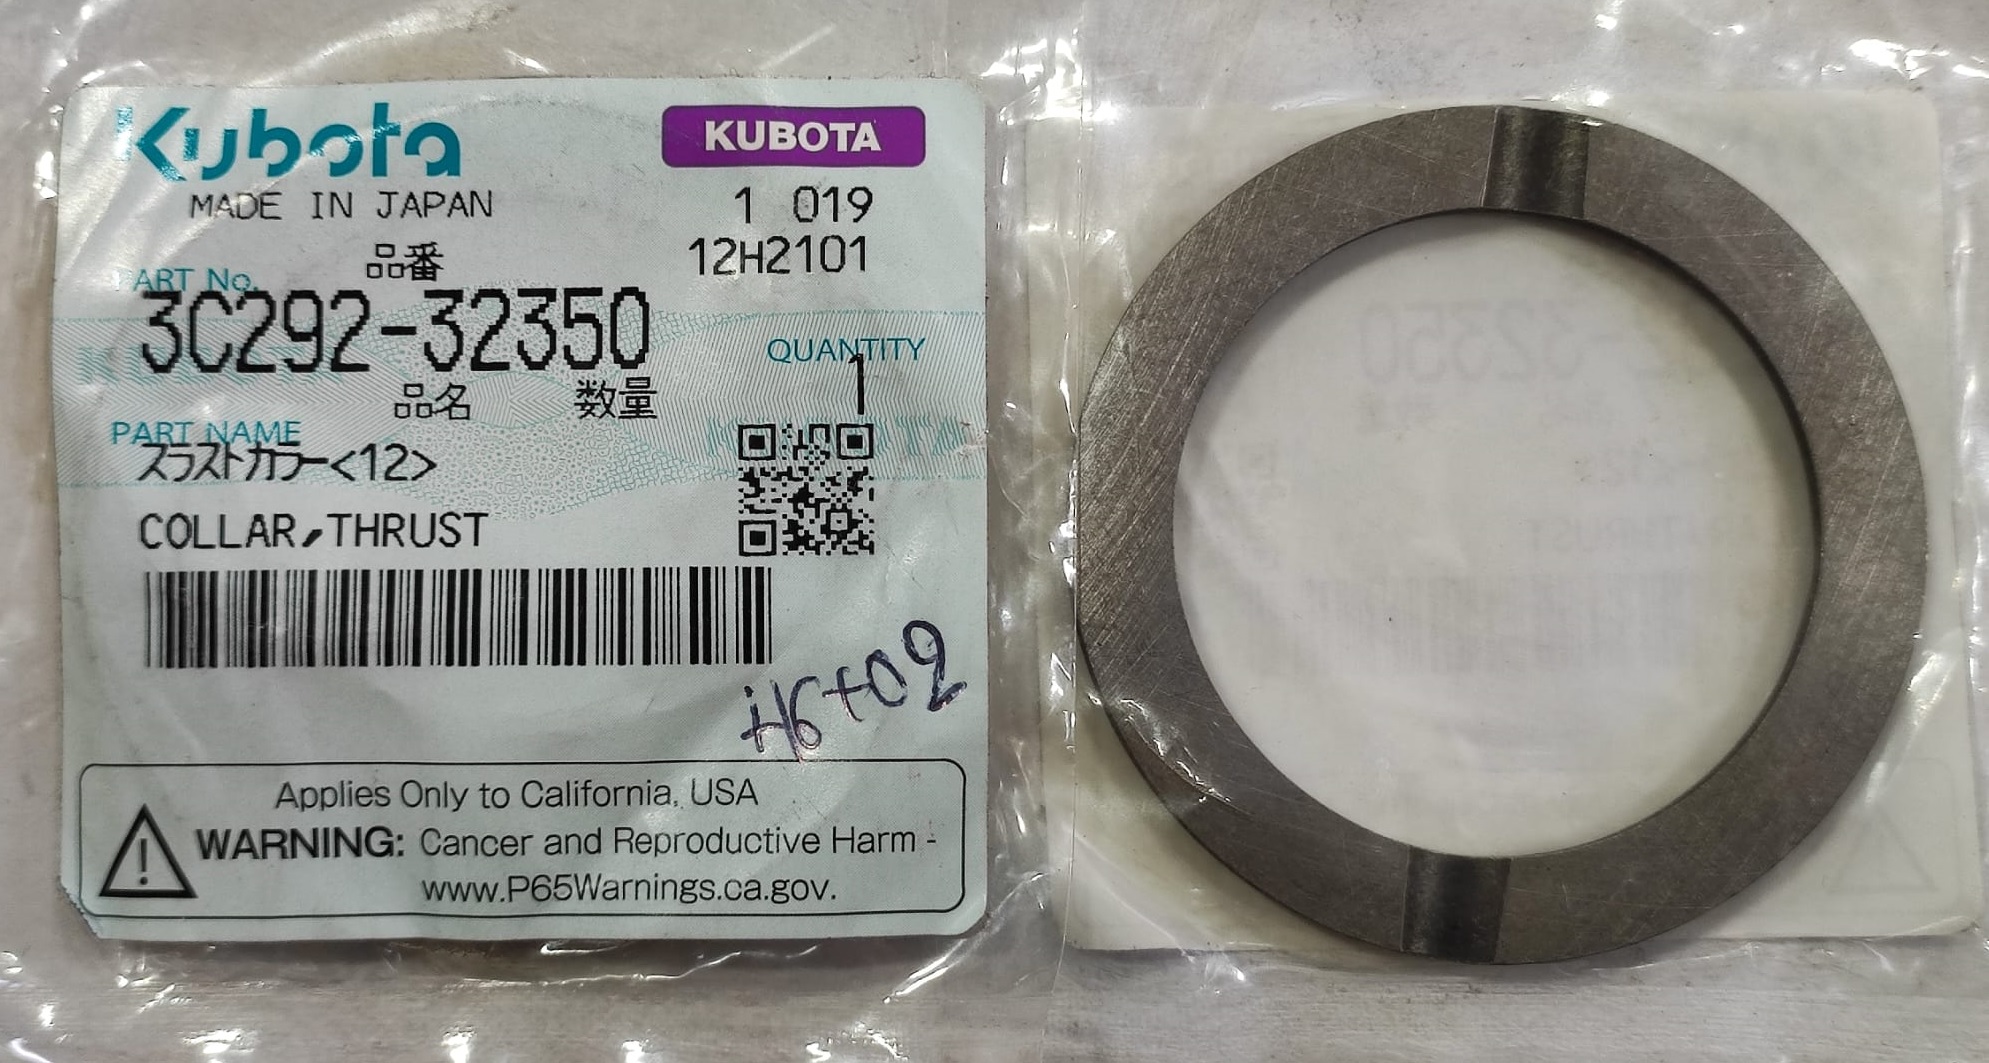 Kubota
KUBOTA
MADE IN JAPAN
1 019
12H2101
品番
PART No.
3C292-32350
QUANTITY
1
品名 数量
PART NAME
スラストカラー<12>
COLLAR,THRUST
Applies Only to California, USA
WARNING: Cancer and Reproductive Harm -
www.P65Warnings.ca.gov.